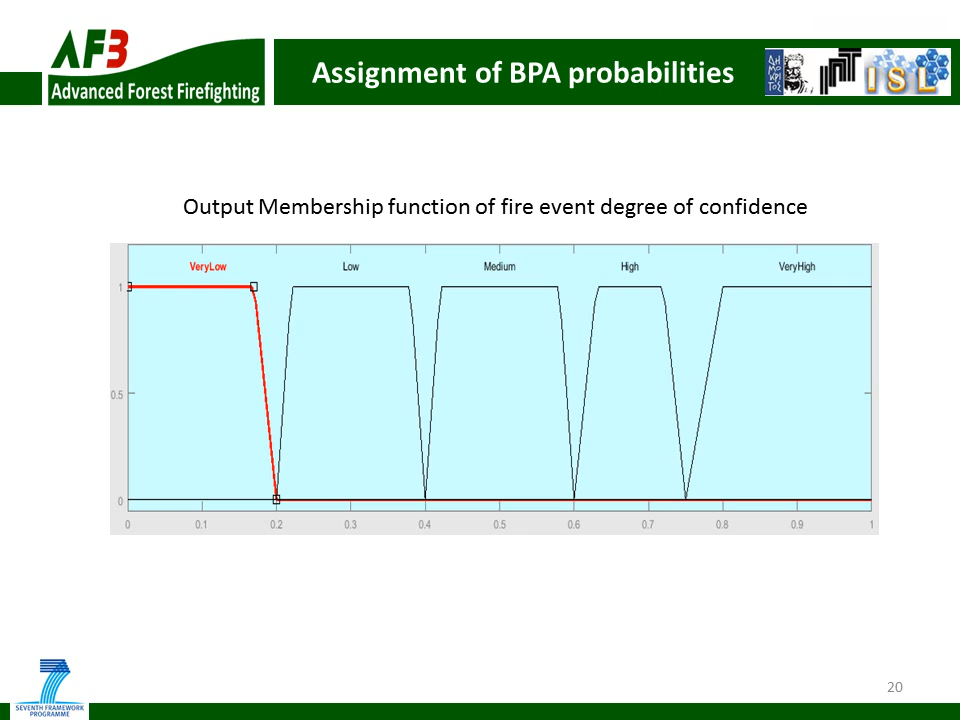 AF3
Advanced Forest Firefighting
Assignment of BPA probabilities
ΔΗΜΟ
ΚΡΙΤΟΣ
ISL
Output Membership function of fire event degree of confidence
VeryLow Low Medium High VeryHigh
1
0.5
0
0 0.1 0.2 0.3 0.4 0.5 0.6 0.7 0.8 0.9 1
SEVENTH FRAMEWORK
PROGRAMME
20